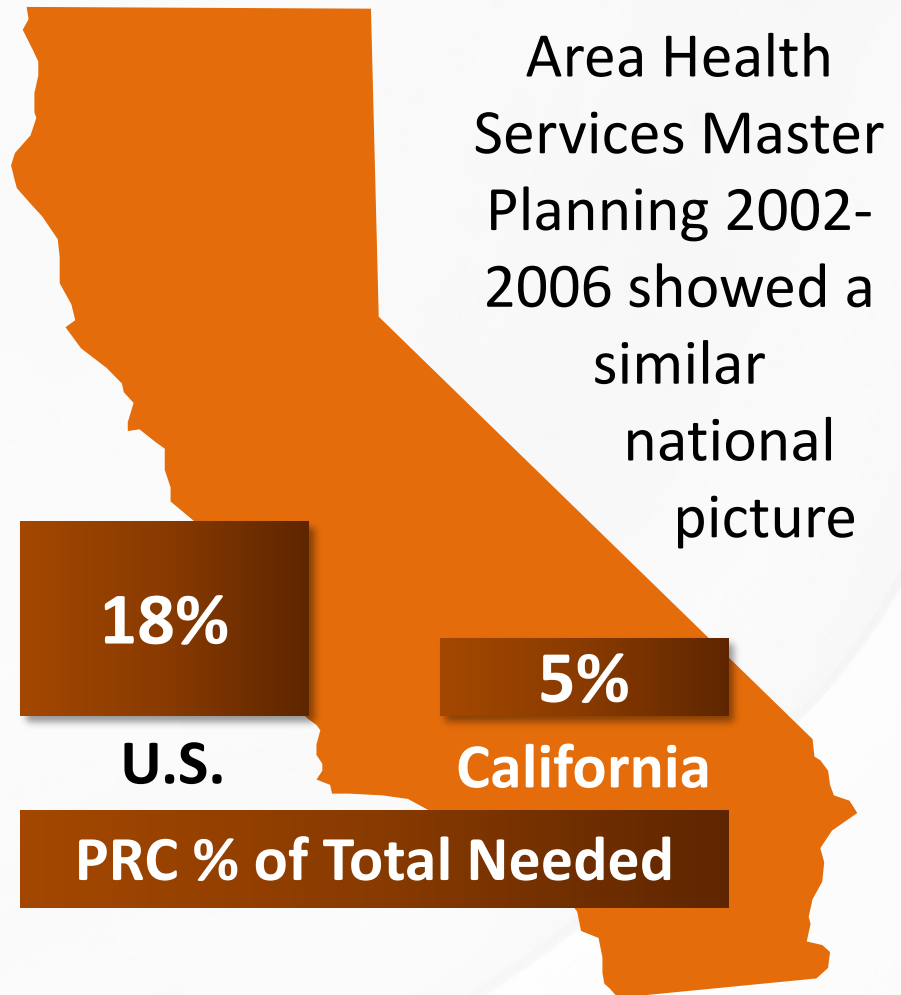 Area Health
Services Master
Planning 2002-
2006 showed a
similar
national
picture
18%
5%
U.S.
California
PRC % of Total Needed